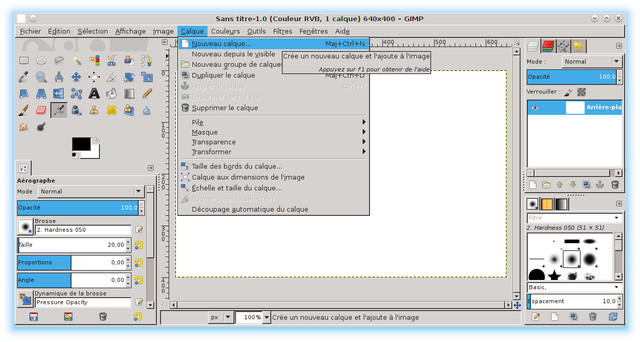 Sans titre-1.0 (Couleur RVB, 1 calque) 640x400 – GIMP
Fichier Édition Sélection Affichage Image Calque Couleurs Outils Filtres Fenêtres Aide
Nouveau calque... Maj+Ctrl+N
Nouveau depuis le visible
Nouveau groupe de calques
Dupliquer le calque Maj+Ctrl+D
Supprimer le calque
Pile
Masque
Transparence
Transformer
Taille des bords du calque...
Calque aux dimensions de l'image
Échelle et taille du calque...
Découpage automatique du calque
Crée un nouveau calque et l'ajoute à l'image
Appuyez sur F1 pour obtenir de l'aide
Aérographe
Mode : Normal
Opacité 100,0
Brosse
2. Hardness 050
Taille 20,00
Proportions 0,00
Angle 0,00
Dynamique de la brosse
Pressure Opacity
px 100% Crée un nouveau calque et l'ajoute à l'image
Mode : Normal
Opacité 100,0
Verrouiller :
Arrière-pla
filtre
2. Hardness 050 (51 × 51)
Basic,
spacement 10,0